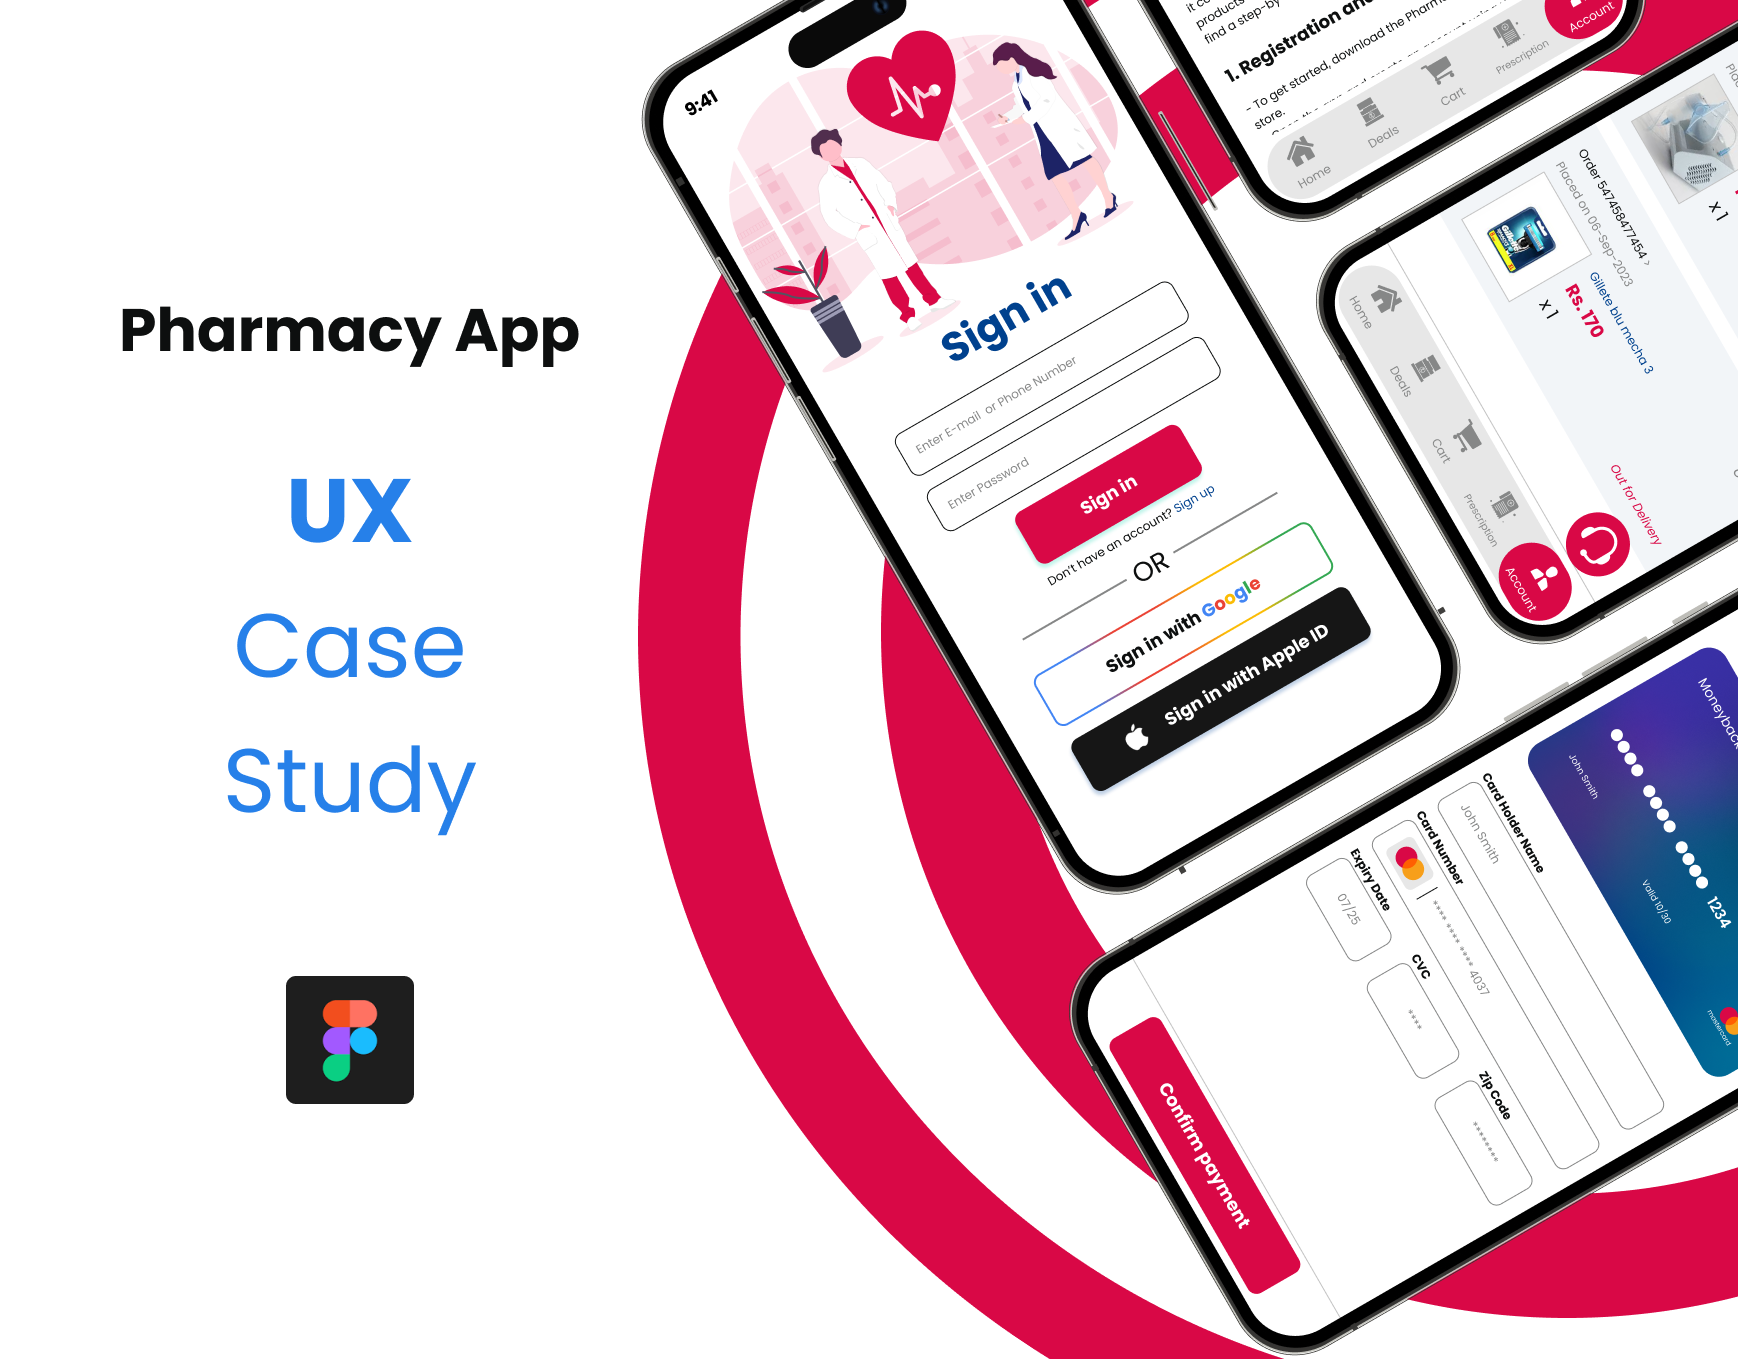 Pharmacy App
UX
Case
Study
9:41
Sign in
Enter E-mail or Phone Number
Enter Password
Sign in
Don't have an account? Sign up
OR
Sign in with Google
Sign in with Apple ID
products
find a step-by
1. Registration and
- To get started, download the Pharm
store.
Home
Deals
Cart
Prescription
Account
Order 547458477454 >
Placed on 06-Sep-2023
Gillete blu mecha 3
Rs. 170
x 1
Out for Delivery
x 1
Home
Deals
Cart
Prescription
Account
Moneyback
1234
John Smith
Valid 10/30
mastercard
Card Holder Name
John Smith
Card Number
**** **** **** 4037
Expiry Date
07/25
CVC
****
Zip Code
********
Confirm payment